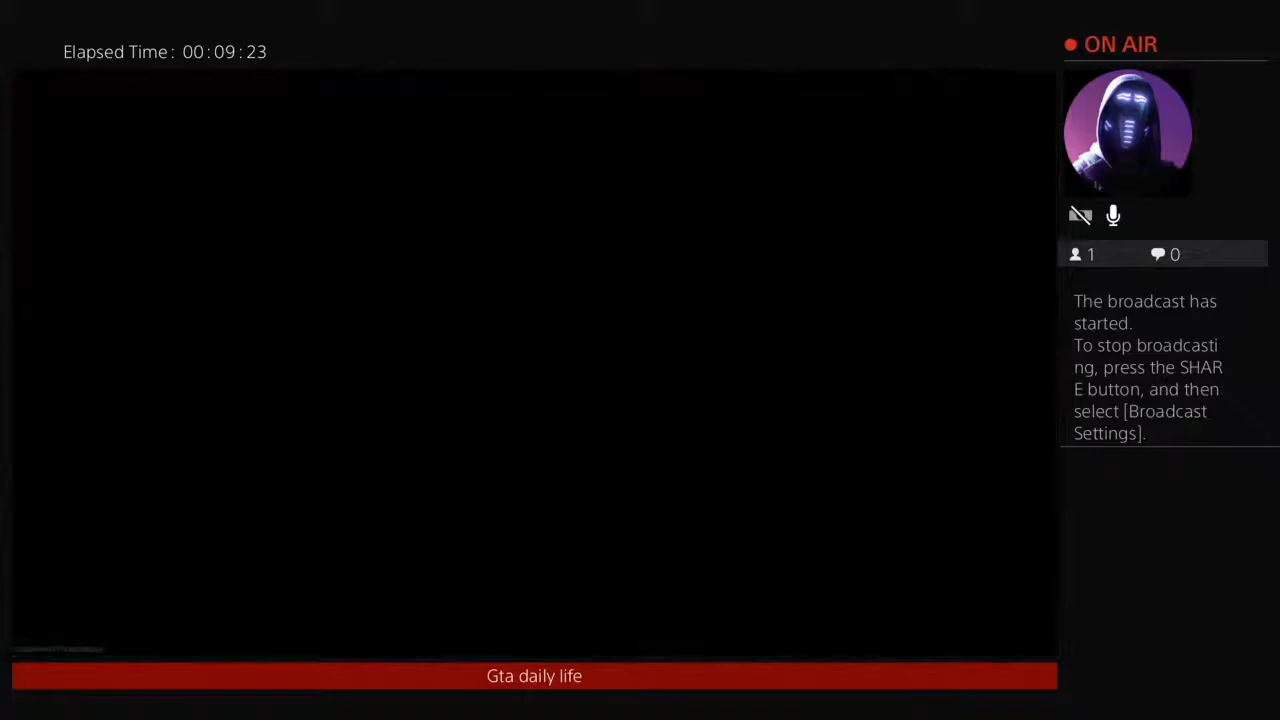 Elapsed Time: 00:09:23
ON AIR
1 0
The broadcast has
started.
To stop broadcasti
ng, press the SHAR
E button, and then
select [Broadcast
Settings].
Gta daily life